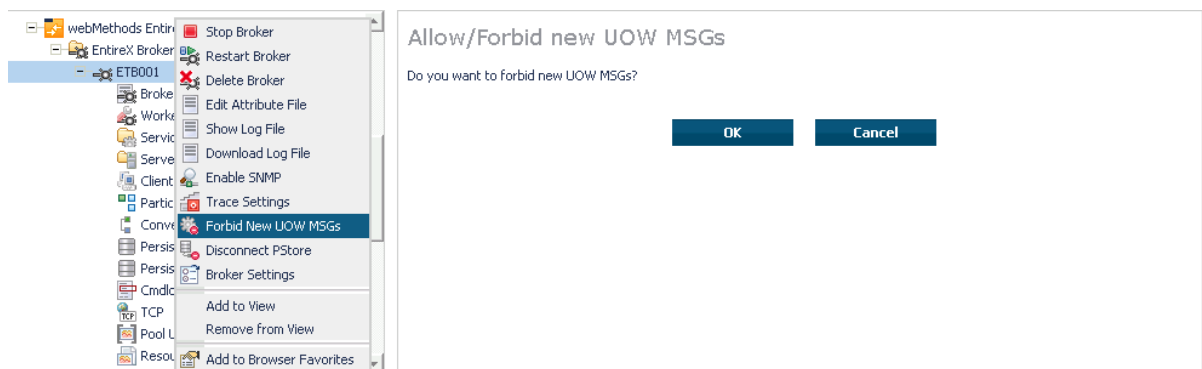 webMethods Entir
EntireX Broker
ETB001
Broke
Worke
Servic
Serve
Client
Partic
Conve
Persis
Persis
Cmdlo
TCP
Pool U
Resou
Stop Broker
Restart Broker
Delete Broker
Edit Attribute File
Show Log File
Download Log File
Enable SNMP
Trace Settings
Forbid New UOW MSGs
Disconnect PStore
Broker Settings
Add to View
Remove from View
Add to Browser Favorites
Allow/Forbid new UOW MSGs
Do you want to forbid new UOW MSGs?
OK
Cancel